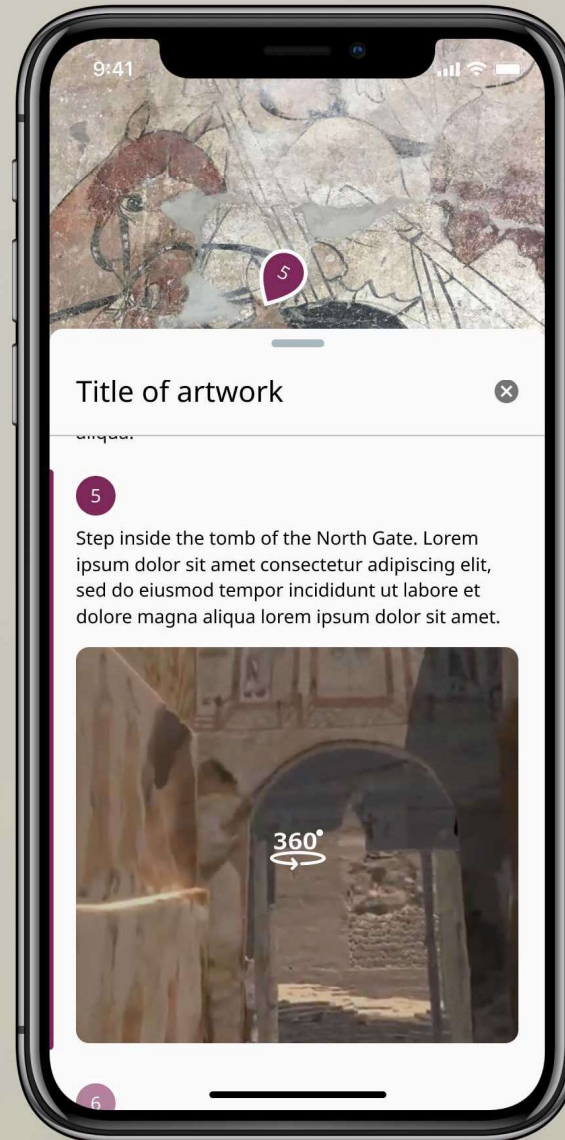 9:41
5
Title of artwork
aliqua.
5
Step inside the tomb of the North Gate. Lorem
ipsum dolor sit amet consectetur adipiscing elit,
sed do eiusmod tempor incididunt ut labore et
dolore magna aliqua lorem ipsum dolor sit amet.
360°
6